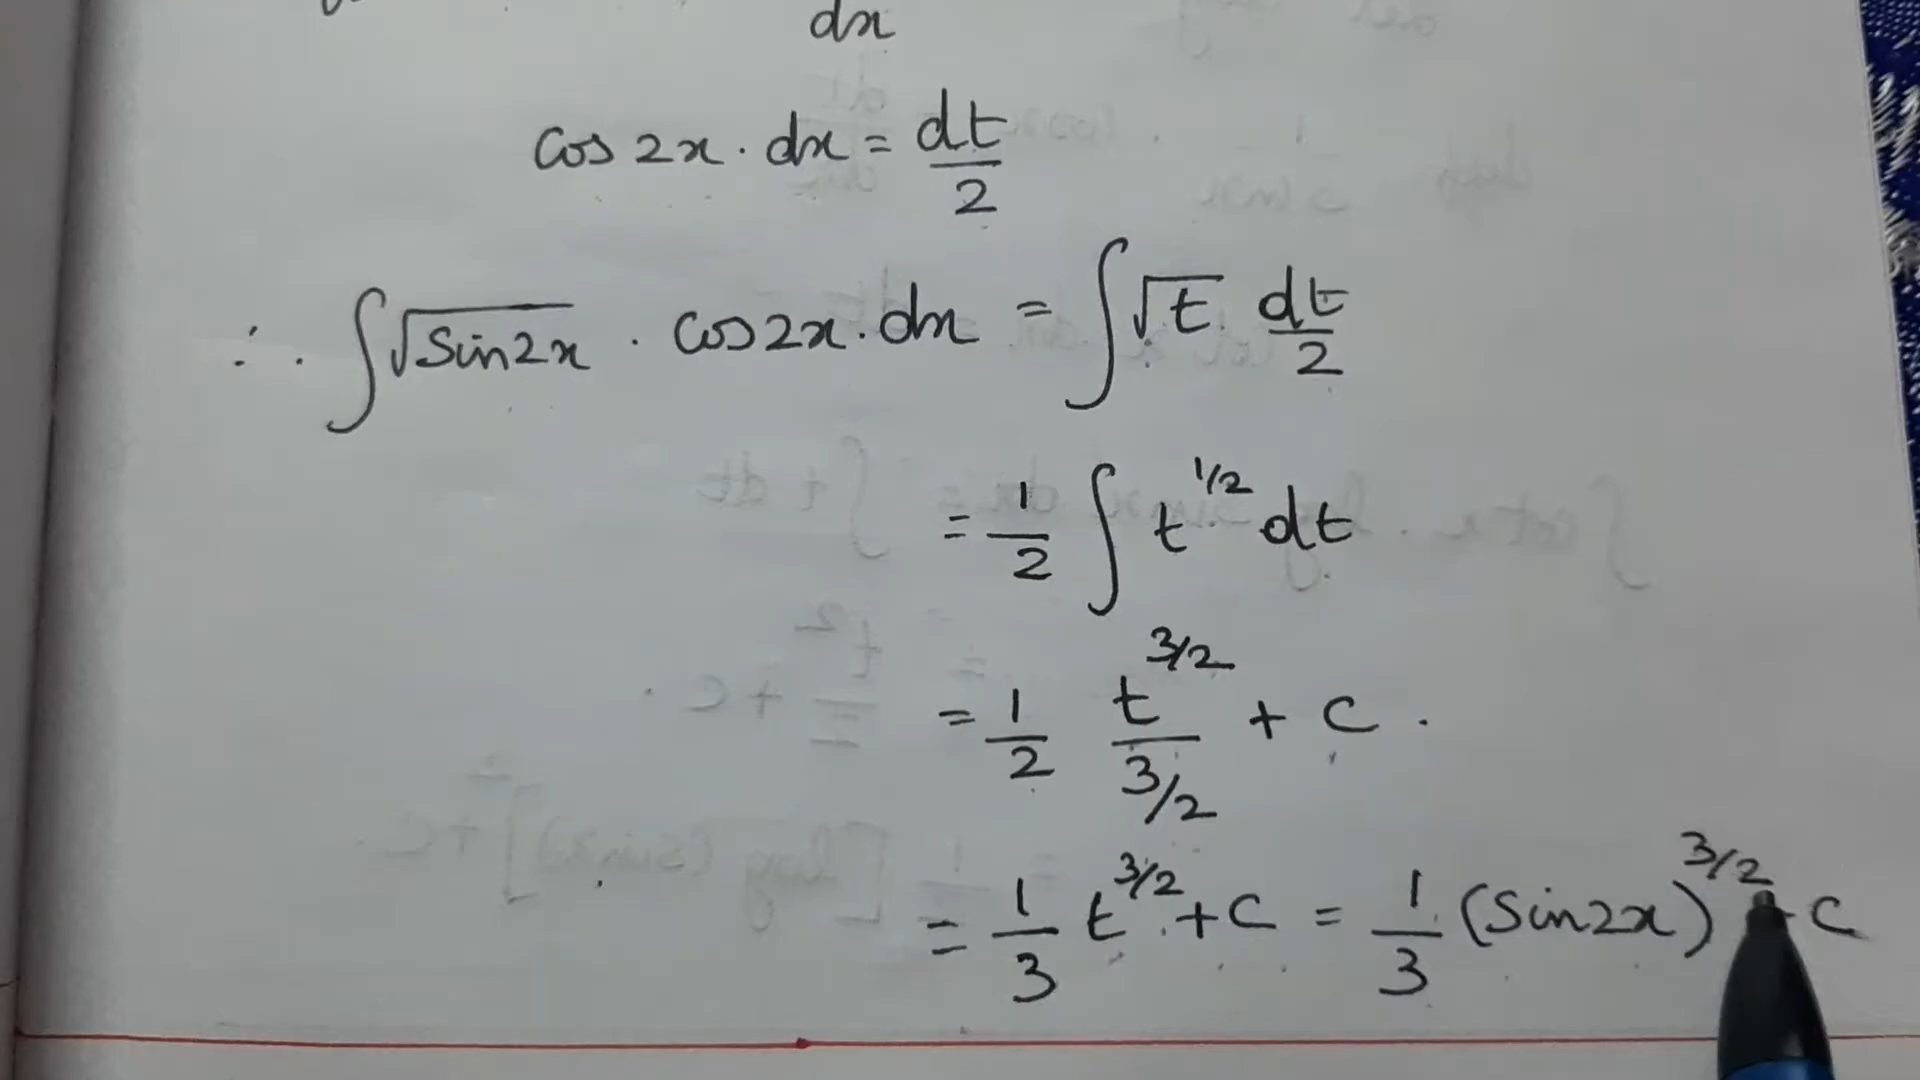 dx
cos 2x . dx = dt/2
∴ ∫√sin2x . cos2x . dx = ∫√t dt/2
= 1/2 ∫ t^1/2 dt
= 1/2 t^3/2 / 3/2 + c .
= 1/3 t^3/2 + c = 1/3 (sin2x)^3/2 + c